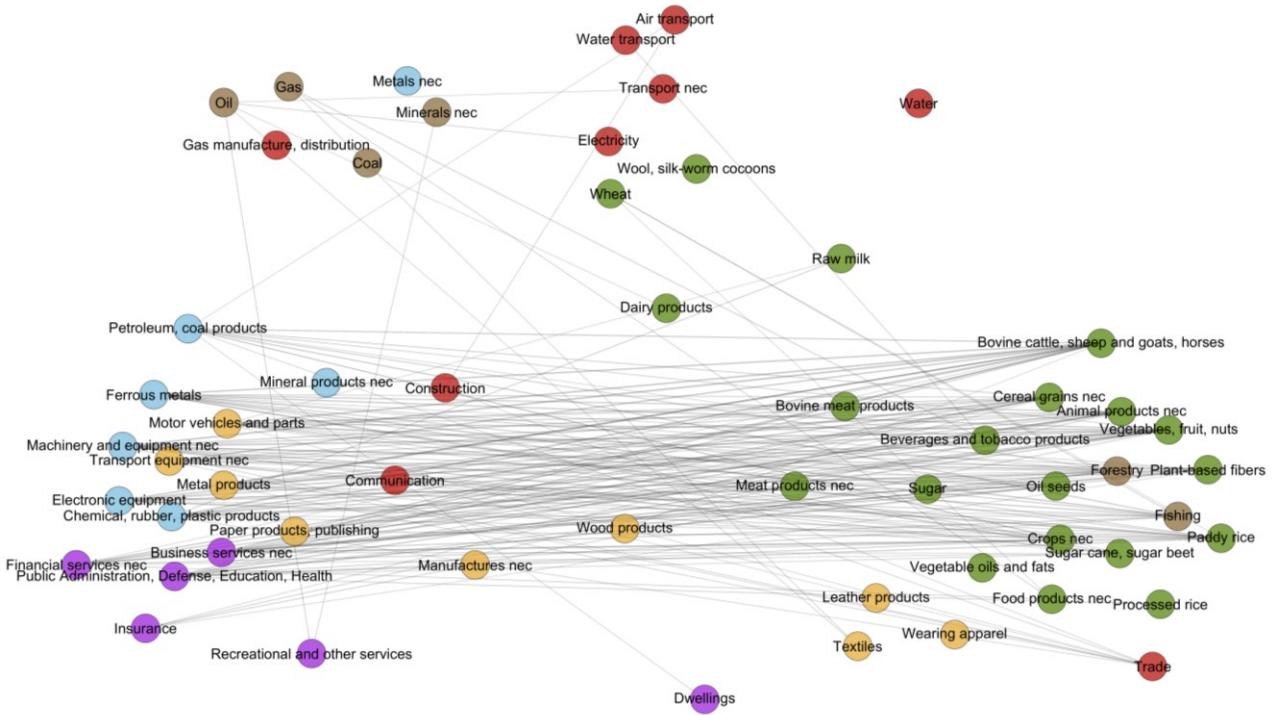 Air transport
Water transport
Metals nec
Gas
Transport nec
Oil
Water
Minerals nec
Electricity
Gas manufacture, distribution
Coal
Wool, silk-worm cocoons
Wheat
Raw milk
Dairy products
Petroleum, coal products
Bovine cattle, sheep and goats, horses
Mineral products nec
Construction
Ferrous metals
Cereal grains nec
Bovine meat products
Animal products nec
Motor vehicles and parts
Vegetables, fruit, nuts
Beverages and tobacco products
Machinery and equipment nec
Transport equipment nec
Forestry
Plant-based fibers
Communication
Metal products
Meat products nec
Sugar
Oil seeds
Electronic equipment
Chemical, rubber, plastic products
Fishing
Wood products
Paper products, publishing
Paddy rice
Crops nec
Business services nec
Sugar cane, sugar beet
Financial services nec
Manufactures nec
Vegetable oils and fats
Public Administration, Defense, Education, Health
Leather products
Food products nec
Processed rice
Insurance
Wearing apparel
Textiles
Recreational and other services
Trade
Dwellings